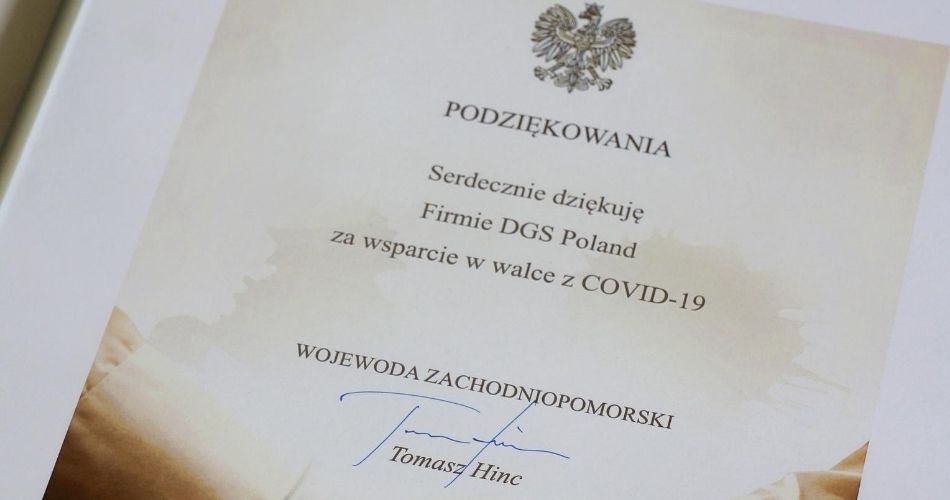 PODZIĘKOWANIA
Serdecznie dziękuję
Firmie DGS Poland
za wsparcie w walce z COVID-19
WOJEWODA ZACHODNIOPOMORSKI
Tomasz Hinc